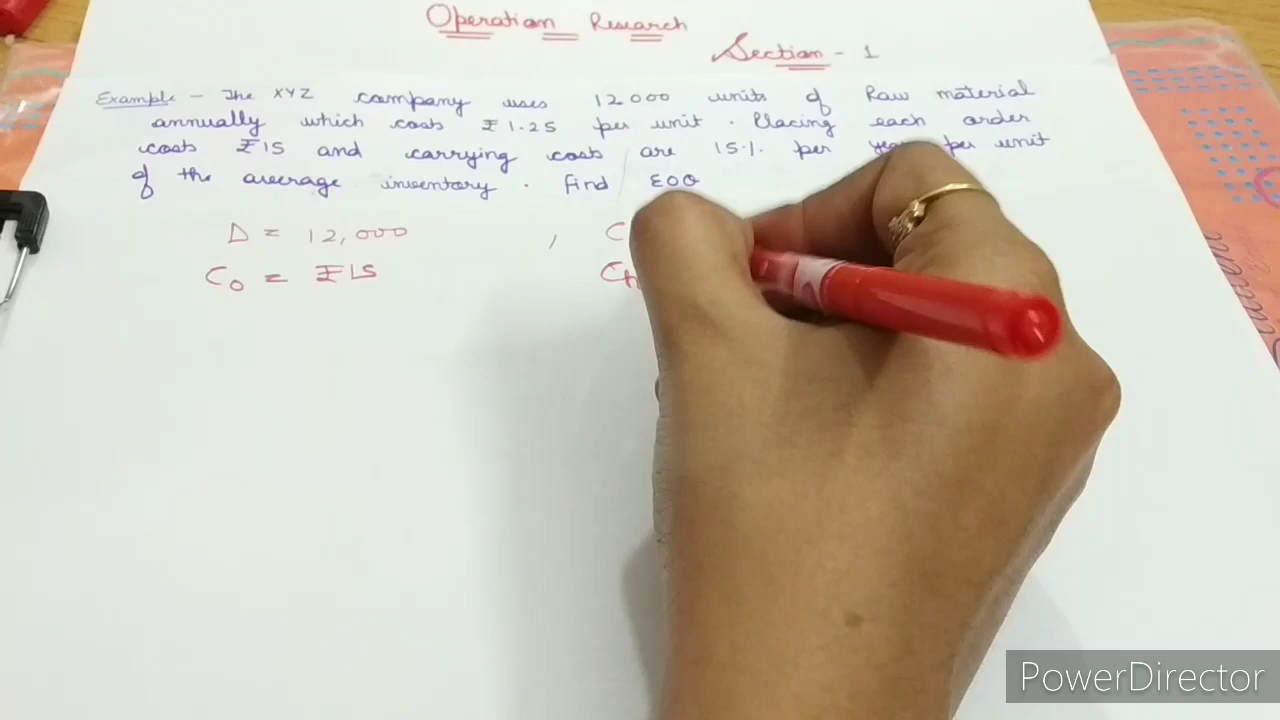 Operation Research
Section - 1
Example - The XYZ company uses 12000 units of Raw material
annually which costs ₹1.25 per unit. Placing each order
costs ₹15 and carrying costs are 15% per year per unit
of the average inventory. find EOQ
D = 12,000 , C
Co = ₹15 Ch
PowerDirector